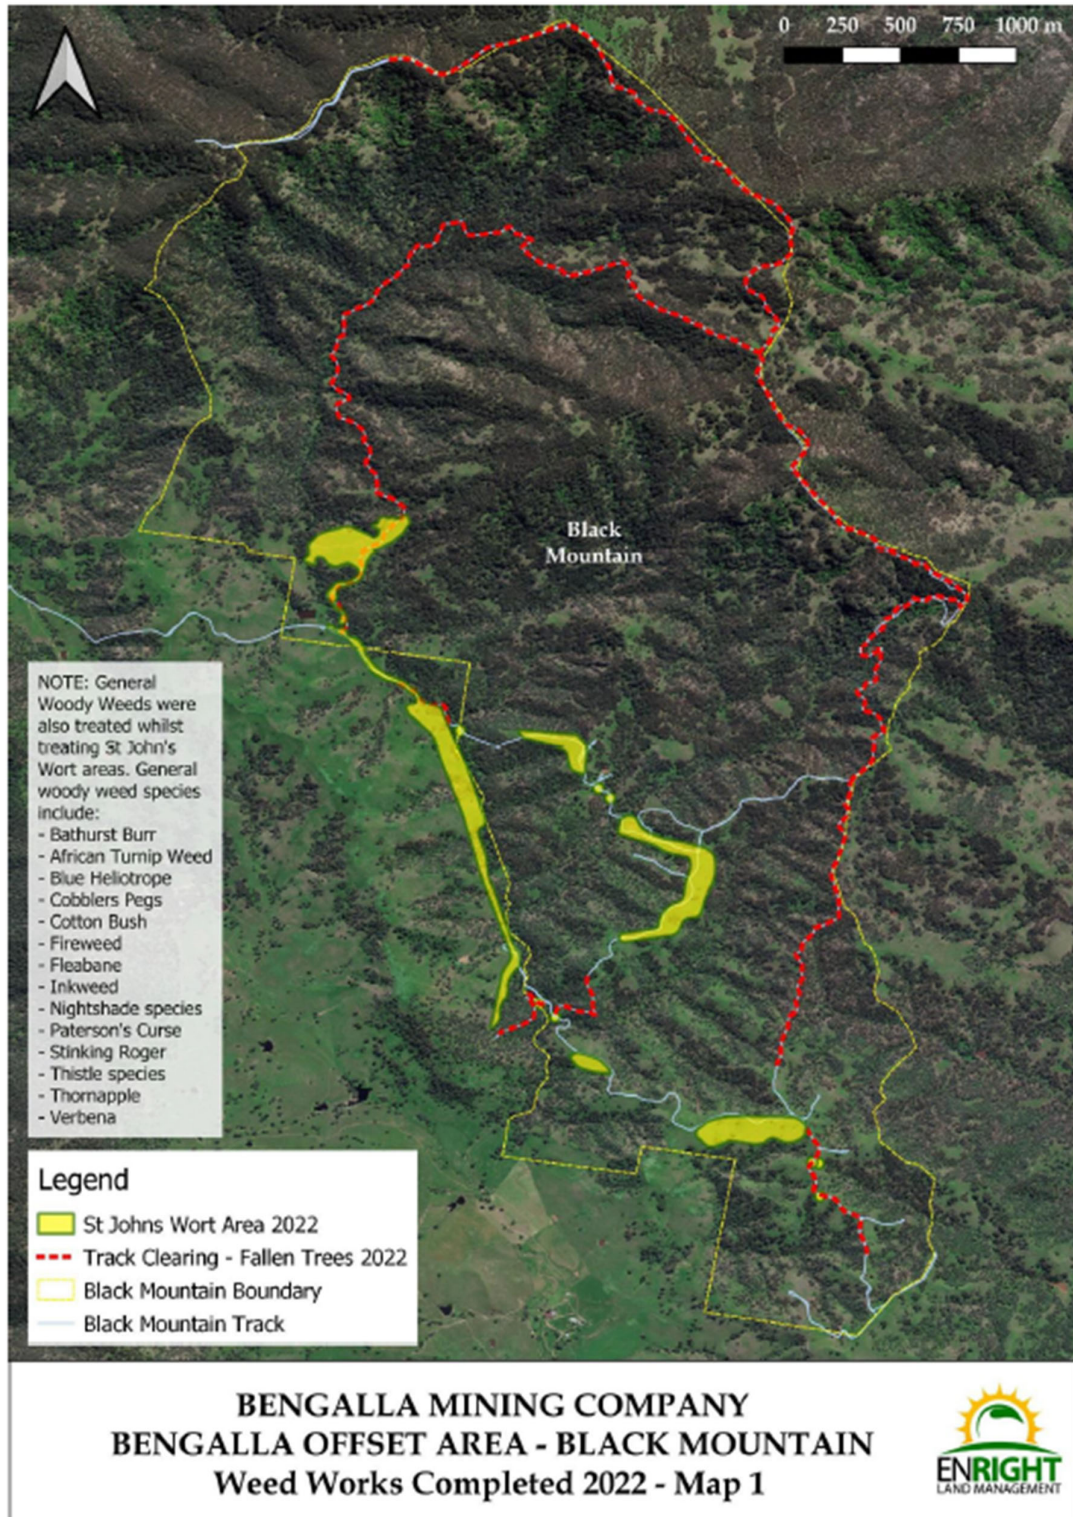 0 250 500 750 1000 m
Black
Mountain
NOTE: General
Woody Weeds were
also treated whilst
treating St John's
Wort areas. General
woody weed species
include:
- Bathurst Burr
- African Turnip Weed
- Blue Heliotrope
- Cobblers Pegs
- Cotton Bush
- Fireweed
- Fleabane
- Inkweed
- Nightshade species
- Paterson's Curse
- Stinking Roger
- Thistle species
- Thornapple
- Verbena
Legend
St Johns Wort Area 2022
Track Clearing - Fallen Trees 2022
Black Mountain Boundary
Black Mountain Track
BENGALLA MINING COMPANY
BENGALLA OFFSET AREA - BLACK MOUNTAIN
Weed Works Completed 2022 - Map 1
ENRIGHT
LAND MANAGEMENT